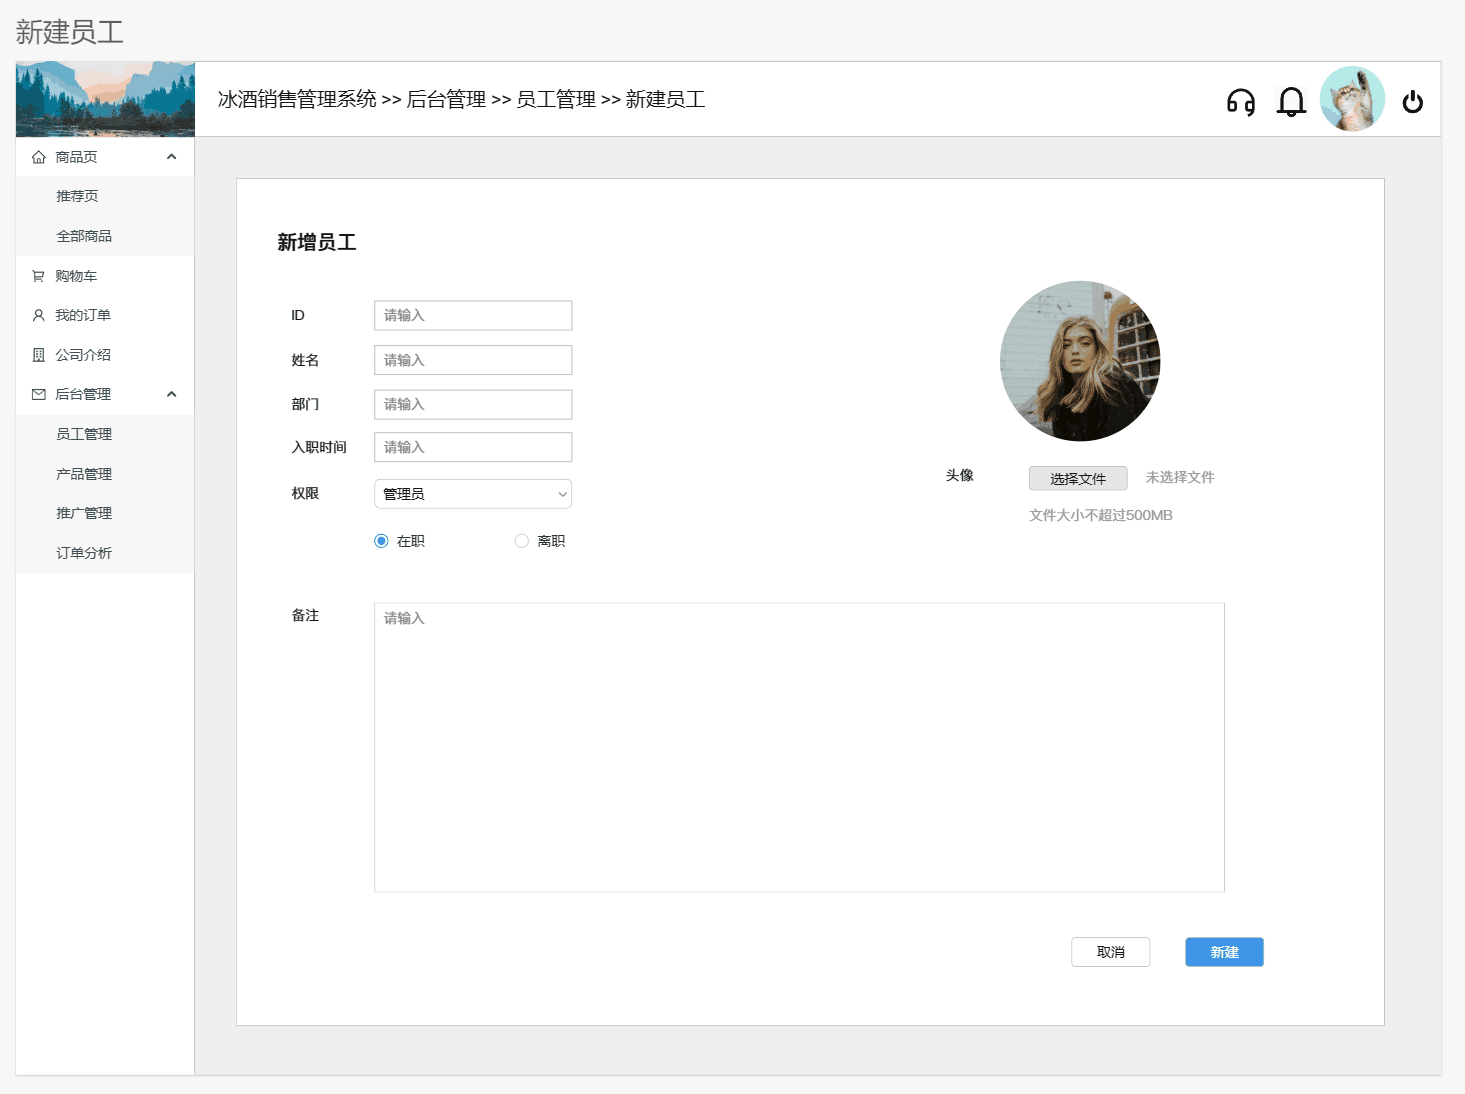 新建员工
冰酒销售管理系统 >> 后台管理 >> 员工管理 >> 新建员工
商品页
推荐页
全部商品
购物车
我的订单
公司介绍
后台管理
员工管理
产品管理
推广管理
订单分析
新增员工
ID 请输入
姓名 请输入
部门 请输入
入职时间 请输入
权限 管理员
在职 离职
头像 选择文件 未选择文件
文件大小不超过500MB
备注 请输入
取消 新建